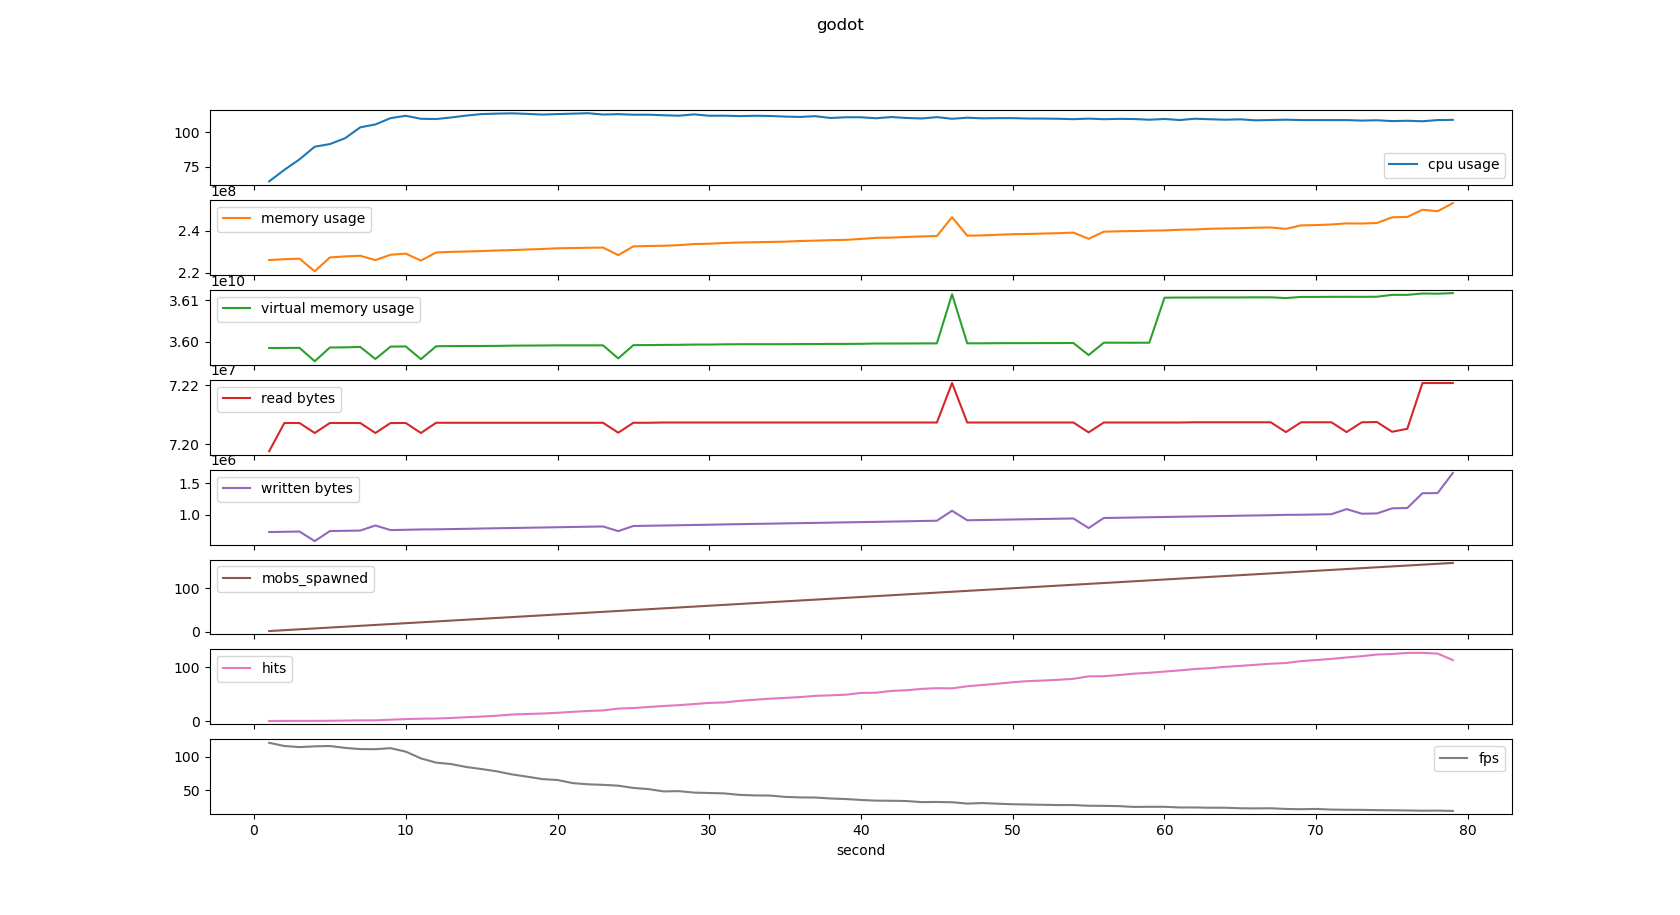 godot
100
75
cpu usage
1e8
2.4
2.2
memory usage
1e10
3.61
3.60
virtual memory usage
1e7
7.22
7.20
read bytes
1e6
1.5
1.0
written bytes
100
0
mobs_spawned
100
0
hits
100
50
fps
0 10 20 30 40 50 60 70 80
second